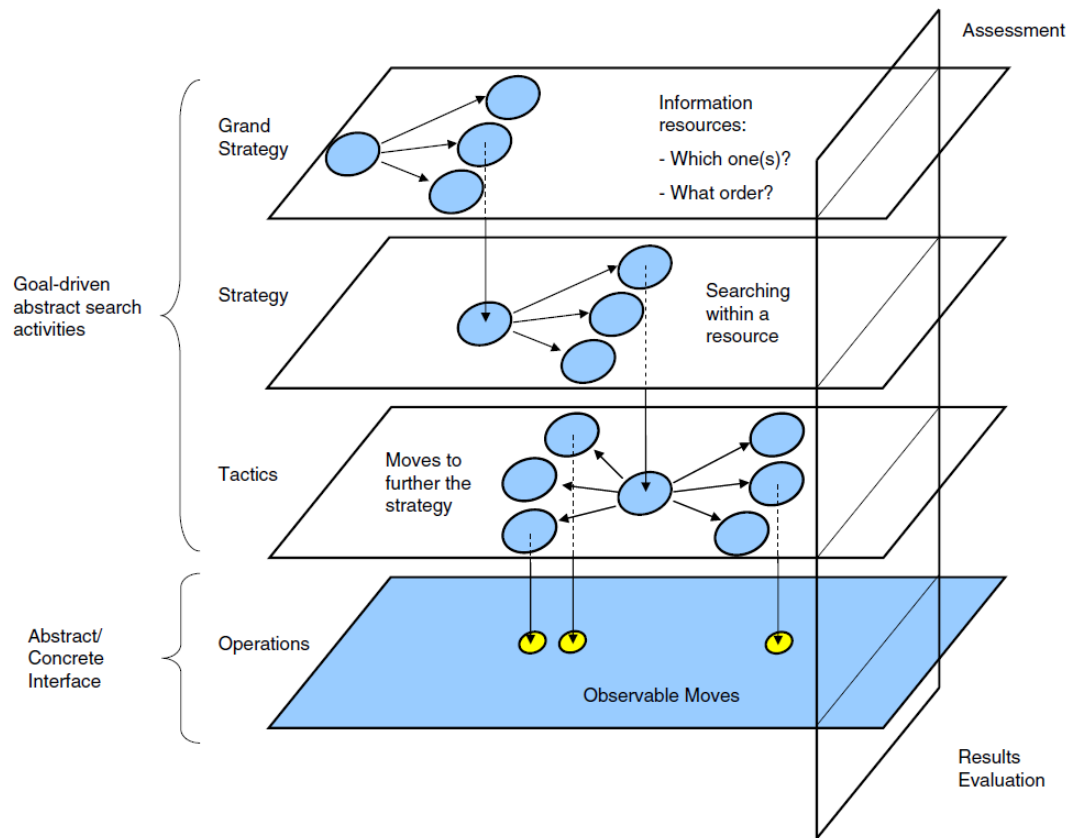 Assessment
Grand
Strategy
Information
resources:
- Which one(s)?
- What order?
Goal-driven
abstract search
activities
Strategy
Searching
within a
resource
Tactics
Moves to
further the
strategy
Abstract/
Concrete
Interface
Operations
Observable Moves
Results
Evaluation